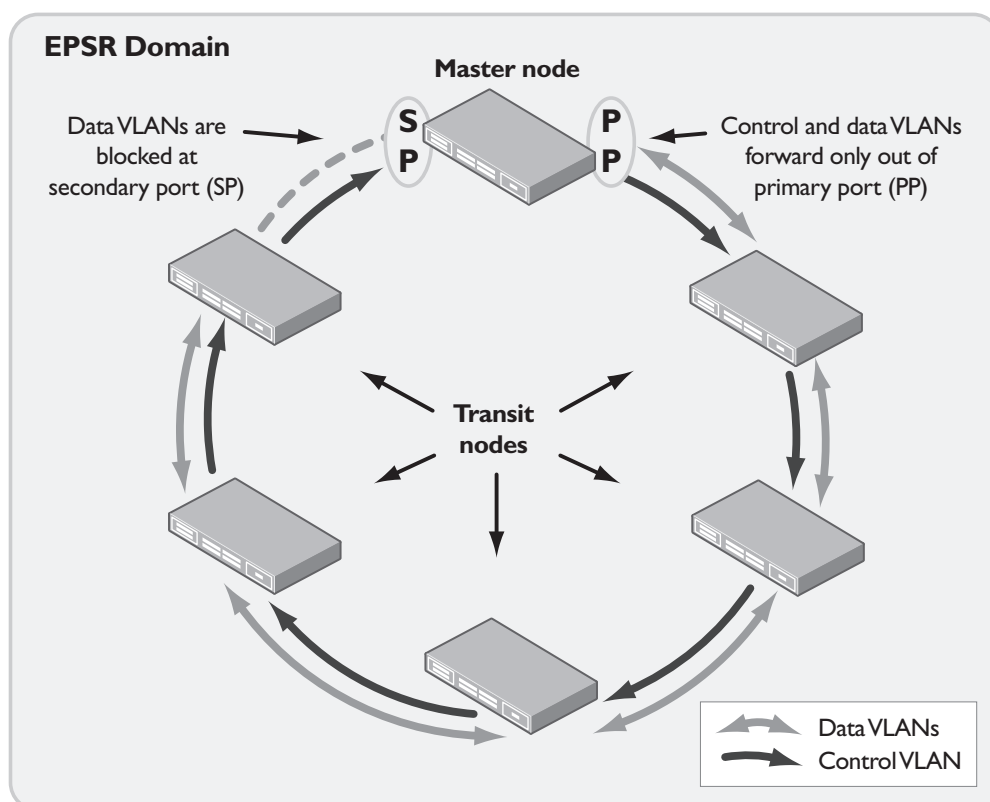 EPSR Domain
Master node
Data VLANs are
blocked at
secondary port (SP)
S
P
P
P
Control and data VLANs
forward only out of
primary port (PP)
Transit
nodes
Data VLANs
Control VLAN